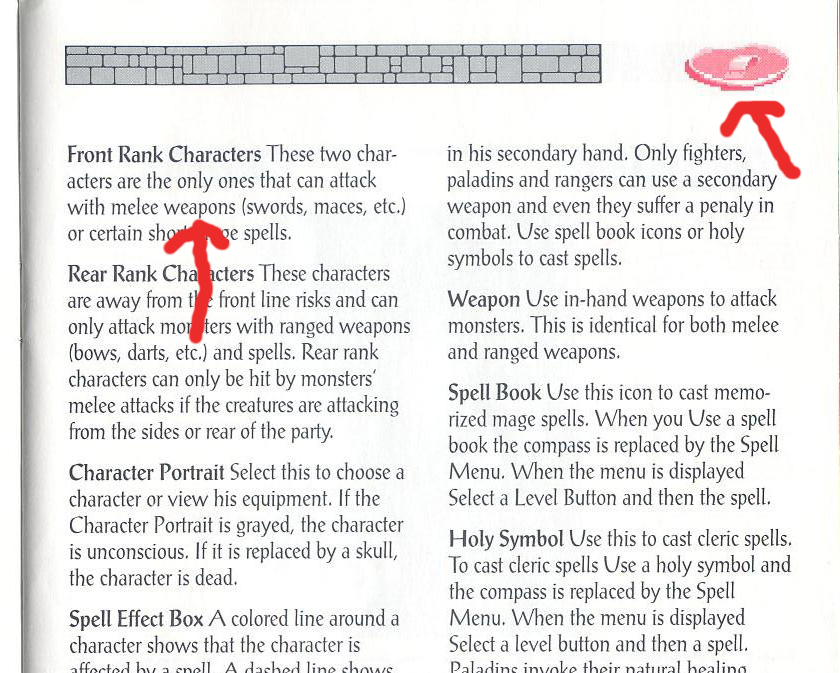 Front Rank Characters These two char-
acters are the only ones that can attack
with melee weapons (swords, maces, etc.)
or certain spells.
Rear Rank Characters These characters
are away from the front line risks and can
only attack monsters with ranged weapons
(bows, darts, etc.) and spells. Rear rank
characters can only be hit by monsters'
melee attacks if the creatures are attacking
from the sides or rear of the party.
Character Portrait Select this to choose a
character or view his equipment. If the
Character Portrait is grayed, the character
is unconscious. If it is replaced by a skull,
the character is dead.
Spell Effect Box A colored line around a
character shows that the character is
affected by a spell. A dashed line shows
in his secondary hand. Only fighters,
paladins and rangers can use a secondary
weapon and even they suffer a penaly in
combat. Use spell book icons or holy
symbols to cast spells.
Weapon Use in-hand weapons to attack
monsters. This is identical for both melee
and ranged weapons.
Spell Book Use this icon to cast memo-
rized mage spells. When you Use a spell
book the compass is replaced by the Spell
Menu. When the menu is displayed
Select a Level Button and then the spell.
Holy Symbol Use this to cast cleric spells.
To cast cleric spells Use a holy symbol and
the compass is replaced by the Spell
Menu. When the menu is displayed
Select a level button and then a spell.
Paladins invoke their natural healing